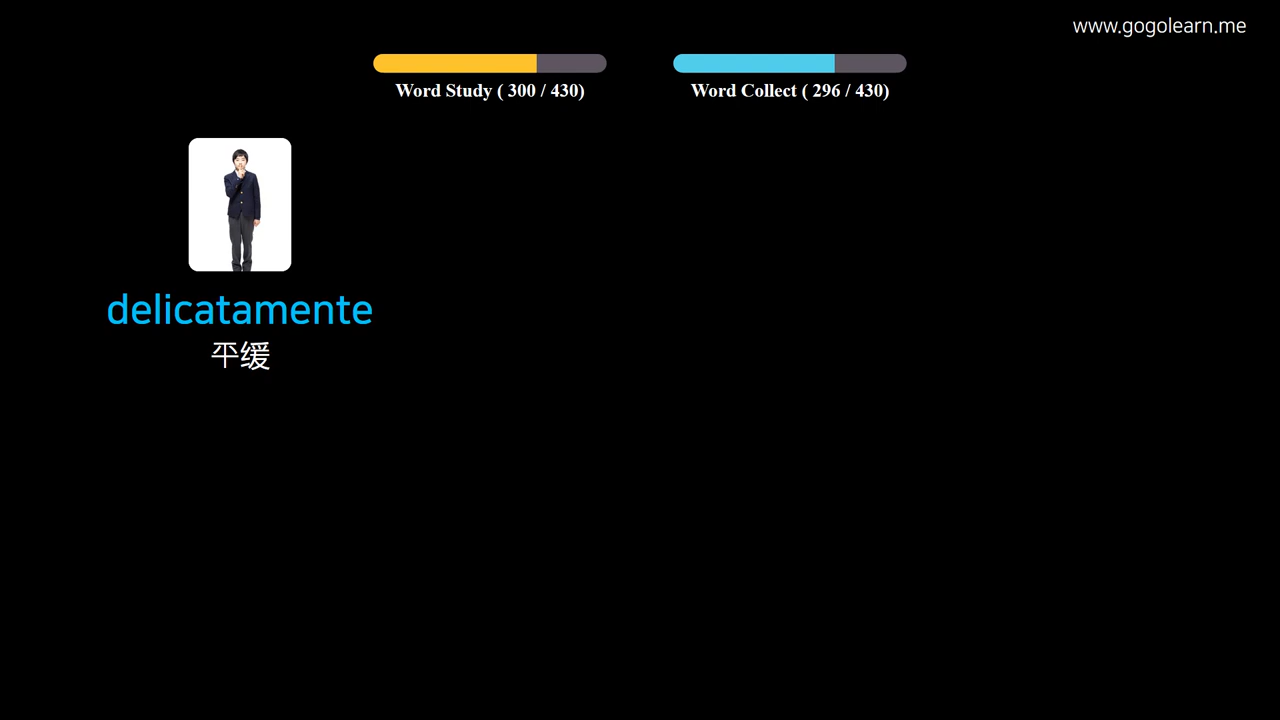 www.gogolearn.me
Word Study ( 300 / 430)
Word Collect ( 296 / 430)
delicatamente
平缓